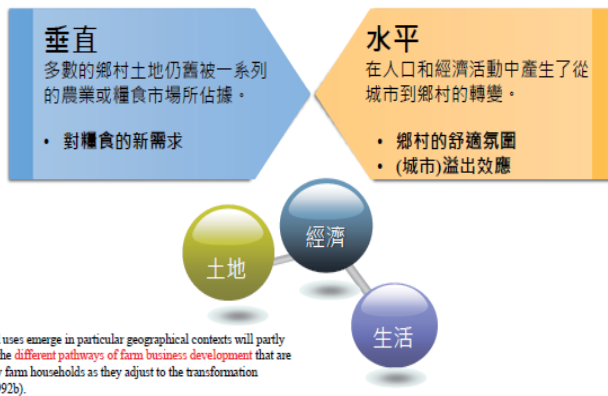 垂直
多數的鄉村土地仍舊被一系列
的農業或糧食市場所佔據。
• 對糧食的新需求
水平
在人口和經濟活動中產生了從
城市到鄉村的轉變。
• 鄉村的舒適氛圍
• (城市)溢出效應
土地
經濟
生活
uses emerge in particular geographical contexts will partly
he different pathways of farm business development that are
y farm households as they adjust to the transformation
92b).